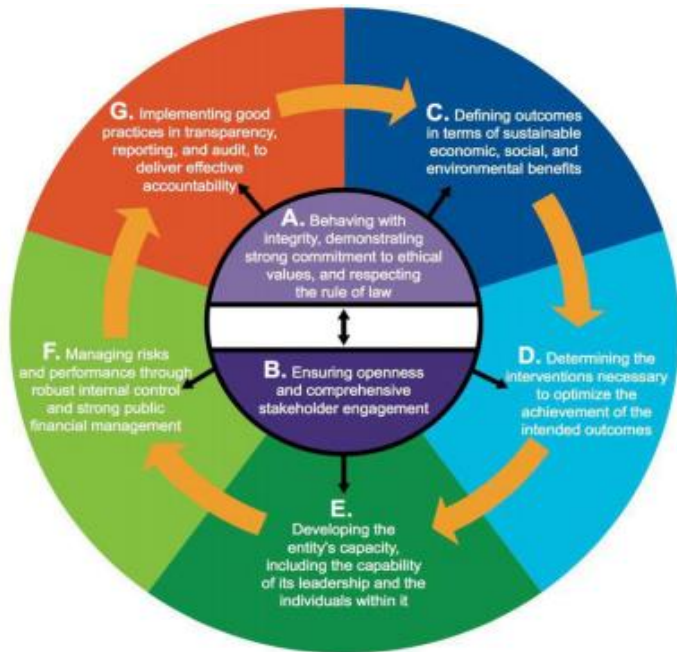 A. Behaving with
integrity, demonstrating
strong commitment to ethical
values, and respecting
the rule of law
B. Ensuring openness
and comprehensive
stakeholder engagement
C. Defining outcomes
in terms of sustainable
economic, social, and
environmental benefits
D. Determining the
interventions necessary
to optimize the
achievement of the
intended outcomes
E.
Developing the
entity's capacity,
including the capability
of its leadership and the
individuals within it
F. Managing risks
and performance through
robust internal control
and strong public
financial management
G. Implementing good
practices in transparency,
reporting, and audit, to
deliver effective
accountability